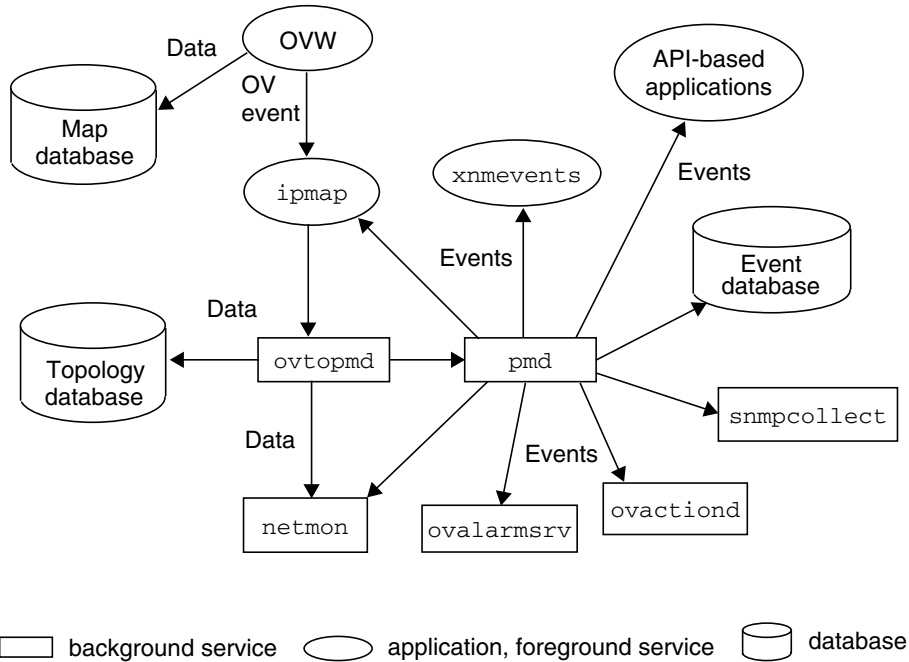 OVW
Data
API-based
applications
OV
event
Map
database
xnmevents
Events
ipmap
Events
Event
database
Data
ovtopmd
pmd
Topology
database
snmpcollect
Data
Events
ovactiond
netmon
ovalarmsrv
background service
application, foreground service
database